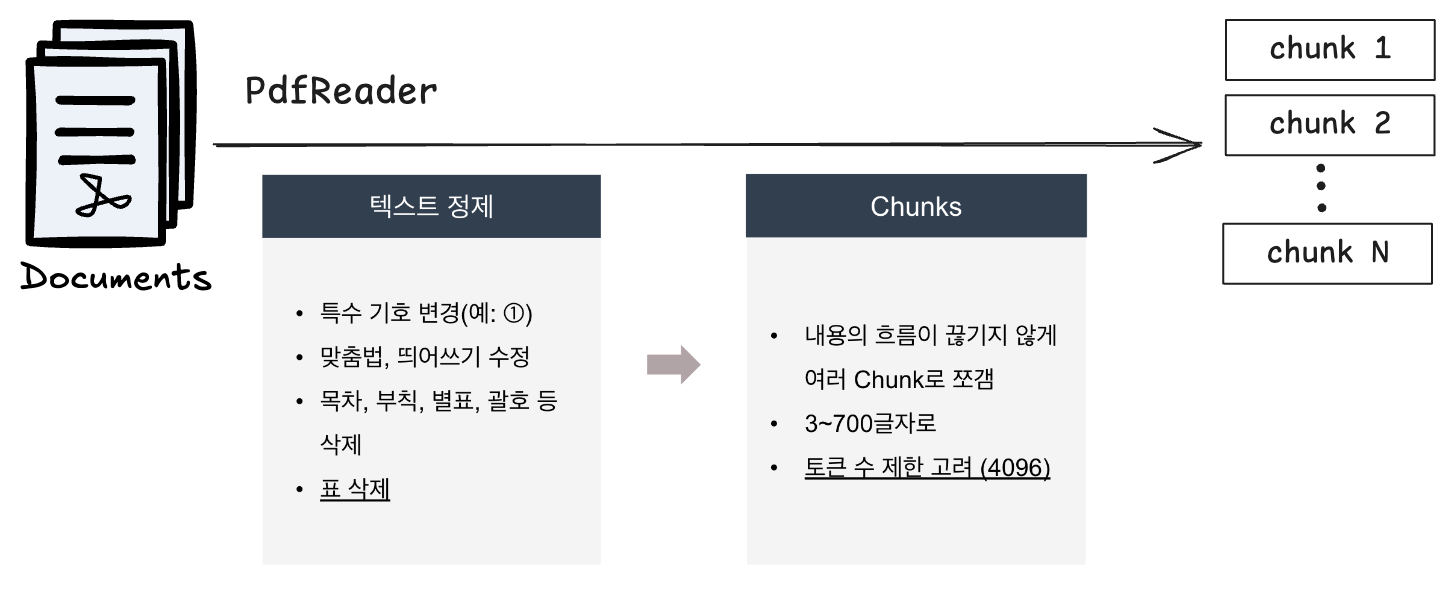 PdfReader
Documents
텍스트 정제
• 특수 기호 변경(예: ①)
• 맞춤법, 띄어쓰기 수정
• 목차, 부칙, 별표, 괄호 등
삭제
• 표 삭제
Chunks
• 내용의 흐름이 끊기지 않게
여러 Chunk로 쪼갬
• 3~700글자로
• 토큰 수 제한 고려 (4096)
chunk 1
chunk 2
chunk N